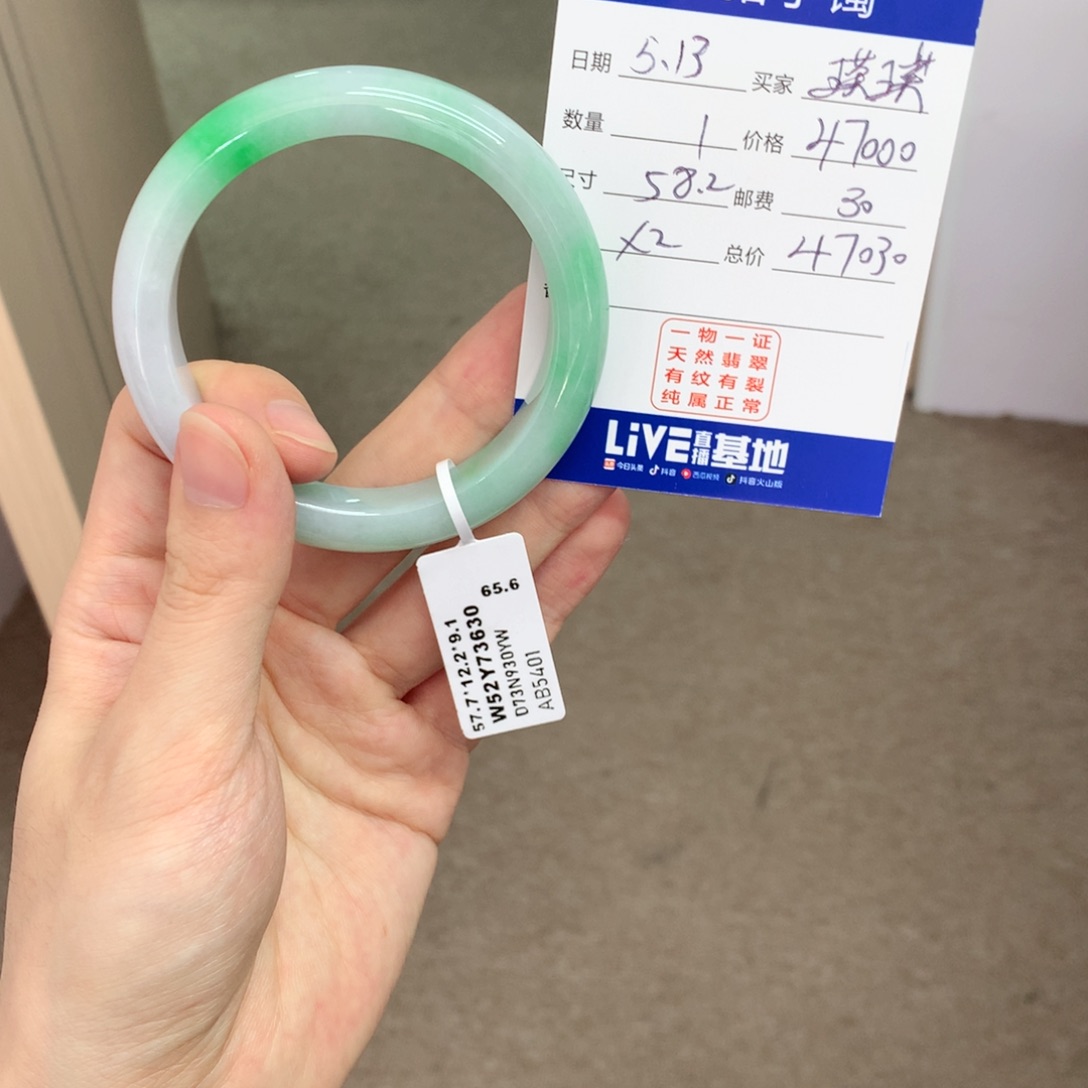 日期 5.13 买家 瑛瑛
数量 1 价格 47000
尺寸 58.2 邮费 30
X2 总价 47030
一物一证
天然翡翠
有纹有裂
纯属正常
LiVE直播基地
今日头条 抖音 西瓜视频 抖音火山版
65.6
57.7*12.2*9.1
W52Y73630
D73N930YW
AB5401